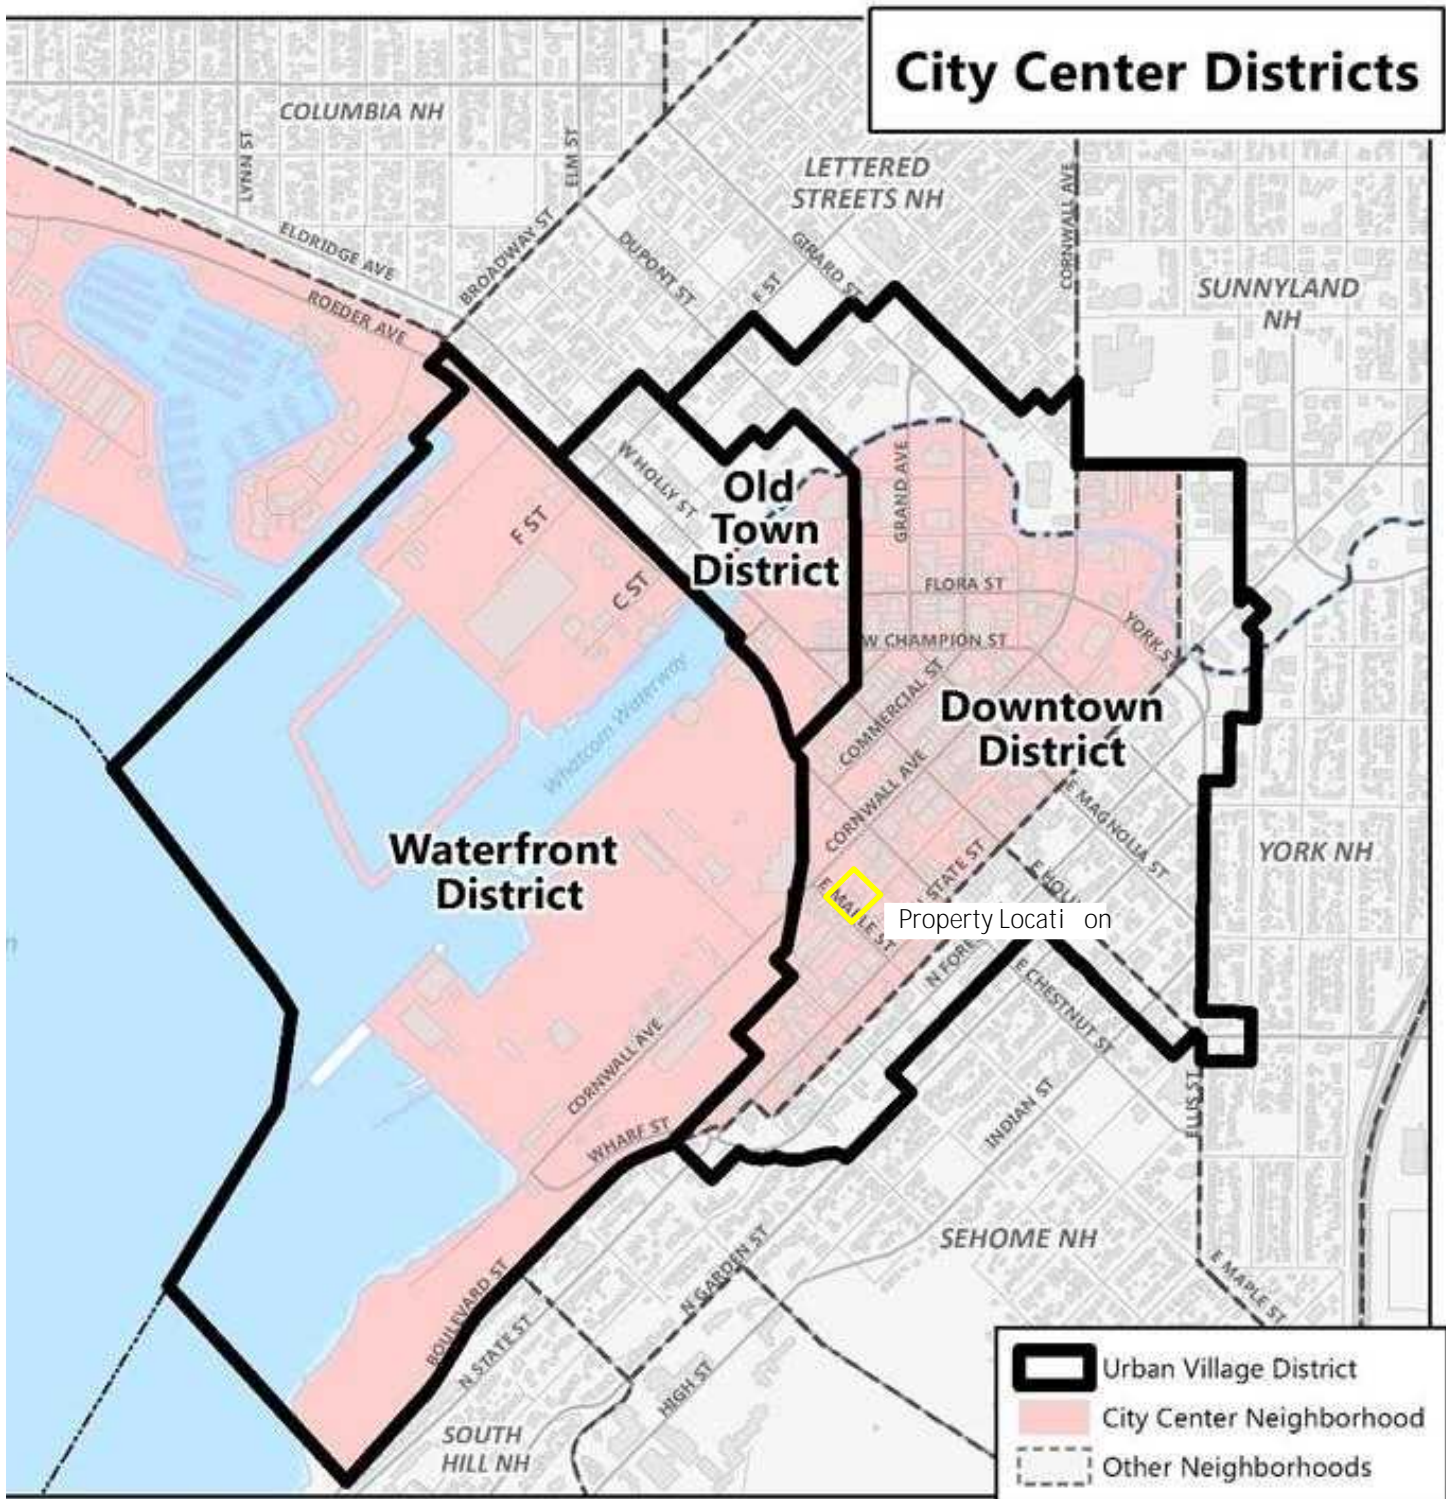 City Center Districts
COLUMBIA NH
LYNN ST
ELM ST
LETTERED
STREETS NH
CORNWALL AVE
ELDRIDGE AVE
BROADWAY ST
DUPONT ST
F ST
GIRARD ST
SUNNYLAND
NH
ROEDER AVE
W HOLLY ST
Old
Town
District
GRAND AVE
F ST
C ST
FLORA ST
W CHAMPION ST
YORK ST
Whatcom Waterway
COMMERCIAL ST
Downtown
District
CORNWALL AVE
E MAGNOLIA ST
Waterfront
District
YORK NH
STATE ST
E HOLL
E MAPLE ST
Property Locati on
N FORE
E CHESTNUT ST
CORNWALL AVE
INDIAN ST
ELLIS ST
WHARF ST
SEHOME NH
N GARDEN ST
E MAPLE ST
BOULEVARD ST
N STATE ST
HIGH ST
SOUTH
HILL NH
Urban Village District
City Center Neighborhood
Other Neighborhoods